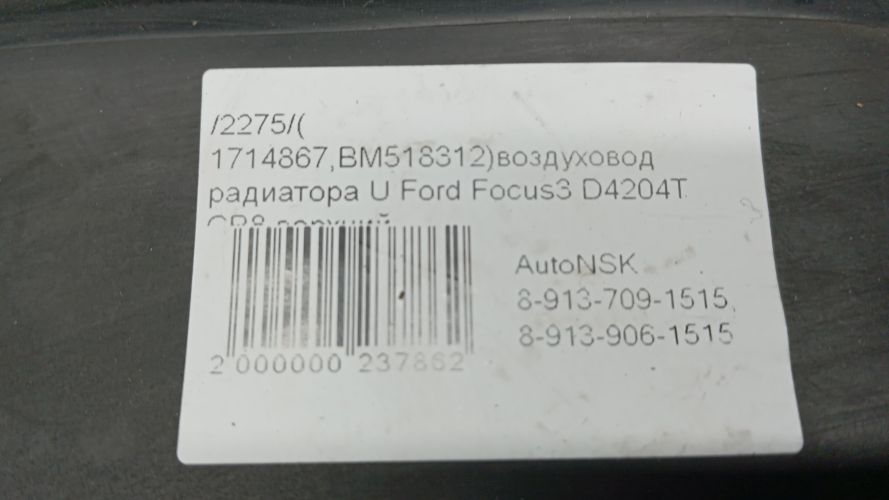 /2275/(
1714867,BM518312)воздуховод
радиатора U Ford Focus3 D4204T
AutoNSK
8-913-709-1515,
8-913-906-1515
2 000000 237862